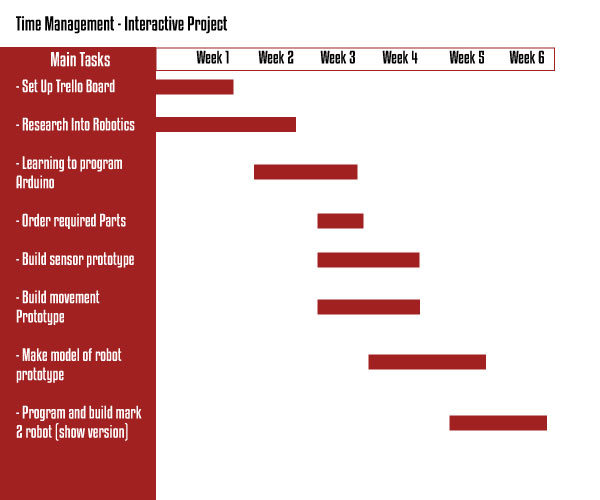 Time Management - Interactive Project
Main Tasks
Week 1 Week 2 Week 3 Week 4 Week 5 Week 6
- Set Up Trello Board
- Research Into Robotics
- Learning to program
Arduino
- Order required Parts
- Build sensor prototype
- Build movement
Prototype
- Make model of robot
prototype
- Program and build mark
2 robot (show version)